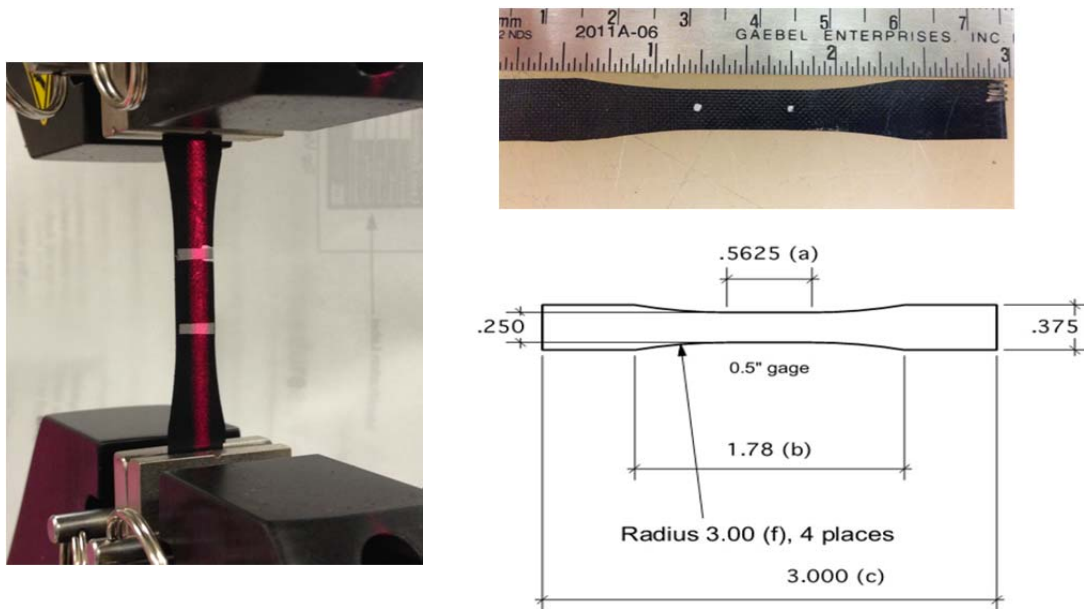 mm 1 2 3 4 5 6 7
2 NDS 2011A-06 GAEBEL ENTERPRISES, INC.
1 2 3
.5625 (a)
.250
.375
0.5" gage
1.78 (b)
Radius 3.00 (f), 4 places
3.000 (c)